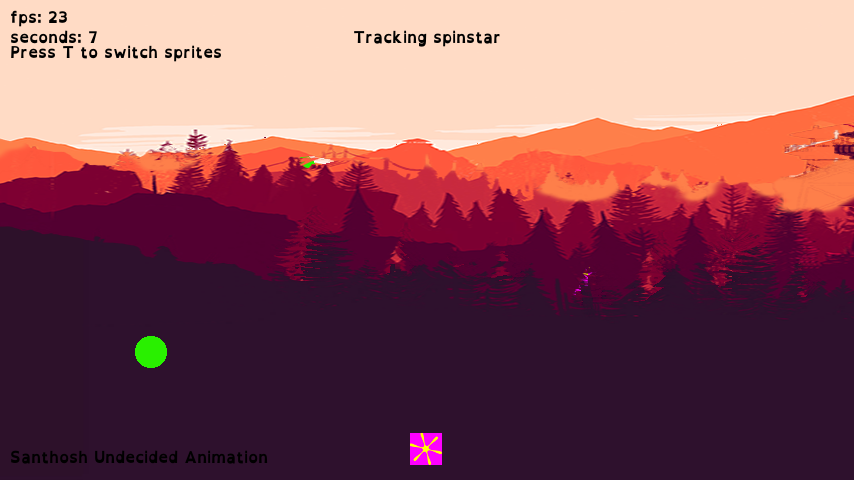 fps: 23
seconds: 7
Press T to switch sprites
Tracking spinstar
Santhosh Undecided Animation